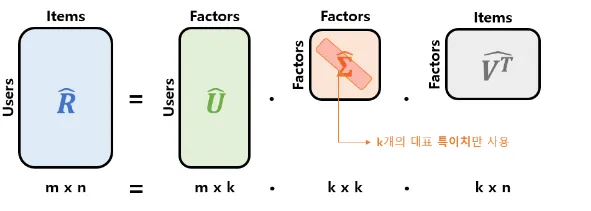 Items
Factors
Factors
Items
Users
R̂
=
Users
Û
·
Factors
Σ̂
·
Factors
V̂ᵀ
k개의 대표 특이치만 사용
m x n = m x k · k x k · k x n